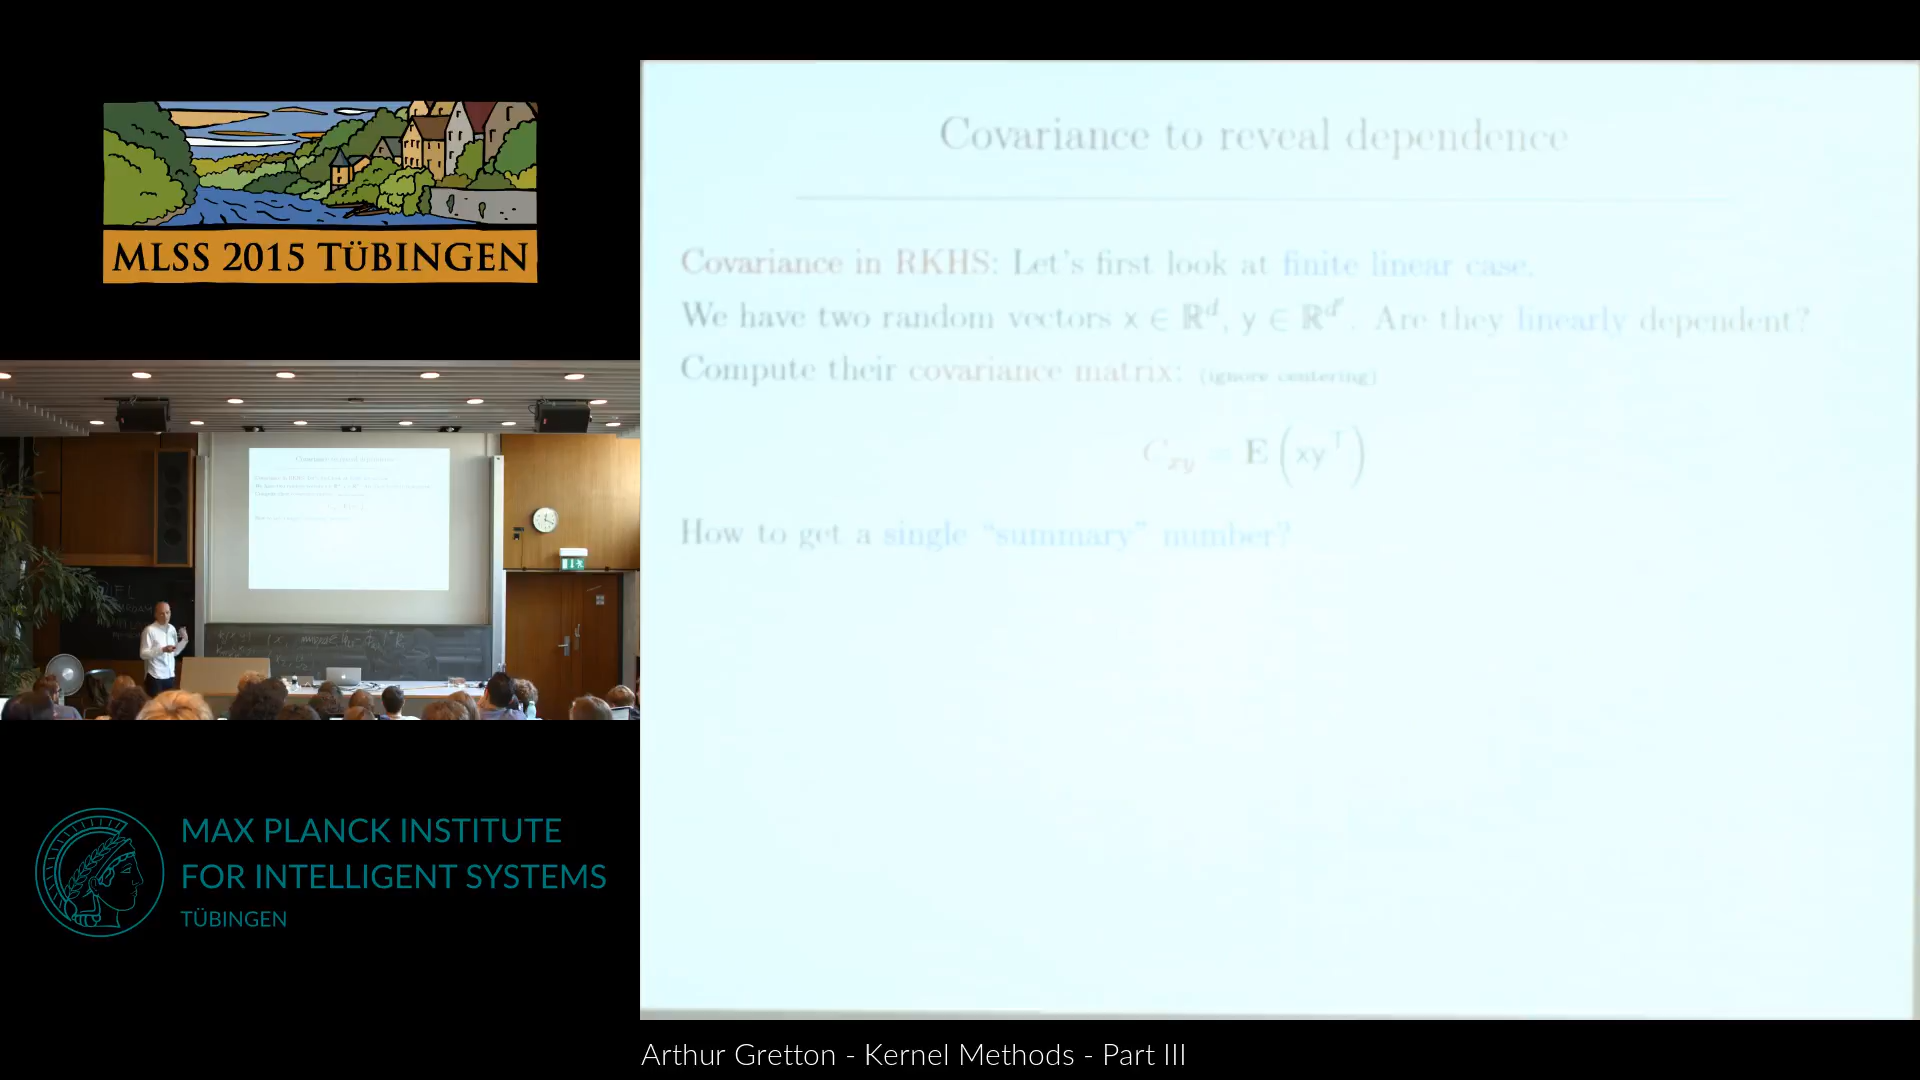 MLSS 2015 TÜBINGEN
Covariance to reveal dependence
Covariance in RKHS: Let's first look at finite linear case.
We have two random vectors x ∈ ℝ^d, y ∈ ℝ^d′. Are they linearly dependent?
Compute their covariance matrix: (ignore centering)
C_xy = E (xy^⊤)
How to get a single “summary” number?
MAX PLANCK INSTITUTE
FOR INTELLIGENT SYSTEMS
TÜBINGEN
Arthur Gretton - Kernel Methods - Part III